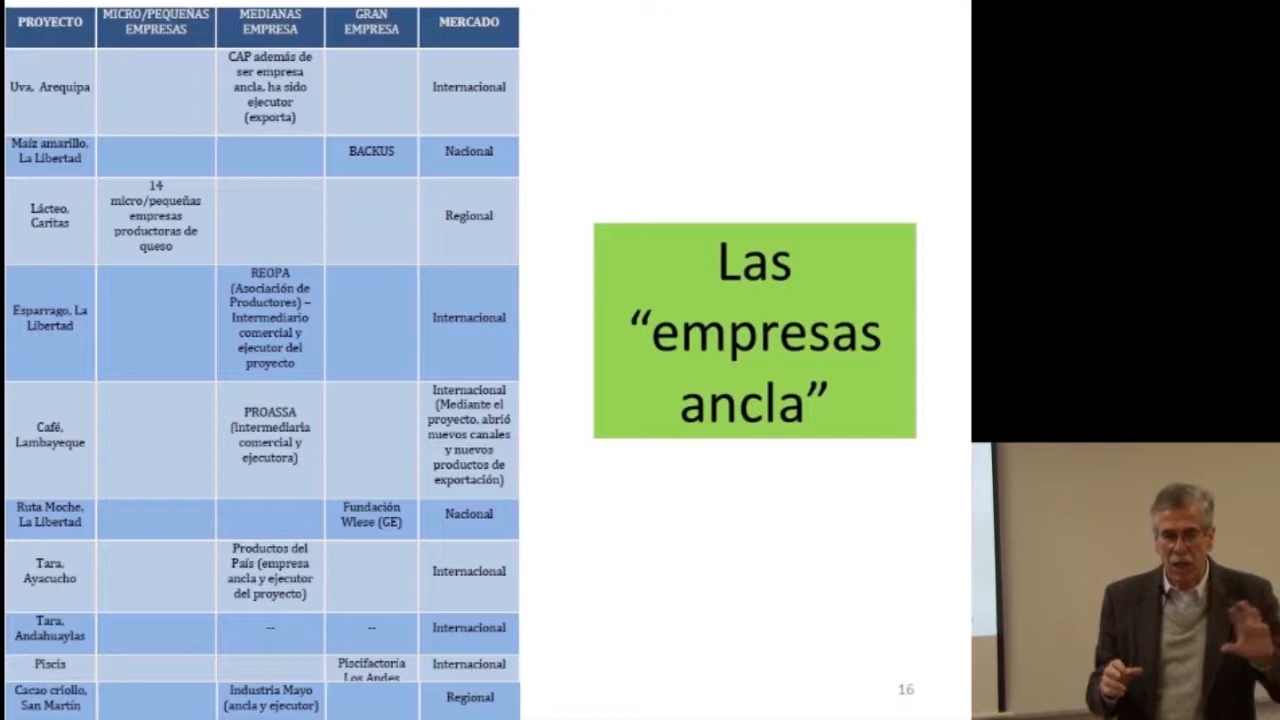 PROYECTO
MICRO/PEQUEÑAS
EMPRESAS
MEDIANAS
EMPRESA
GRAN
EMPRESA
MERCADO
Uva, Arequipa
CAP además de
ser empresa
ancla, ha sido
ejecutor
(exporta)
Internacional
Maíz amarillo,
La Libertad
BACKUS
Nacional
Lácteo,
Caritas
14
micro/pequeñas
empresas
productoras de
queso
Regional
Esparrago, La
Libertad
REOPA
(Asociación de
Productores) –
Intermediario
comercial y
ejecutor del
proyecto
Internacional
Café,
Lambayeque
PROASSA
(intermediaria
comercial y
ejecutora)
Internacional
(Mediante el
proyecto, abrió
nuevos canales
y nuevos
productos de
exportación)
Ruta Moche,
La Libertad
Fundación
Wiese (GE)
Nacional
Tara,
Ayacucho
Productos del
País (empresa
ancla y ejecutor
del proyecto)
Internacional
Tara,
Andahuaylas
--
--
Internacional
Piscis
Piscifactoría
Los Andes
Internacional
Cacao criollo,
San Martín
Industria Mayo
(ancla y ejecutor)
Regional
Las
“empresas
ancla”
16